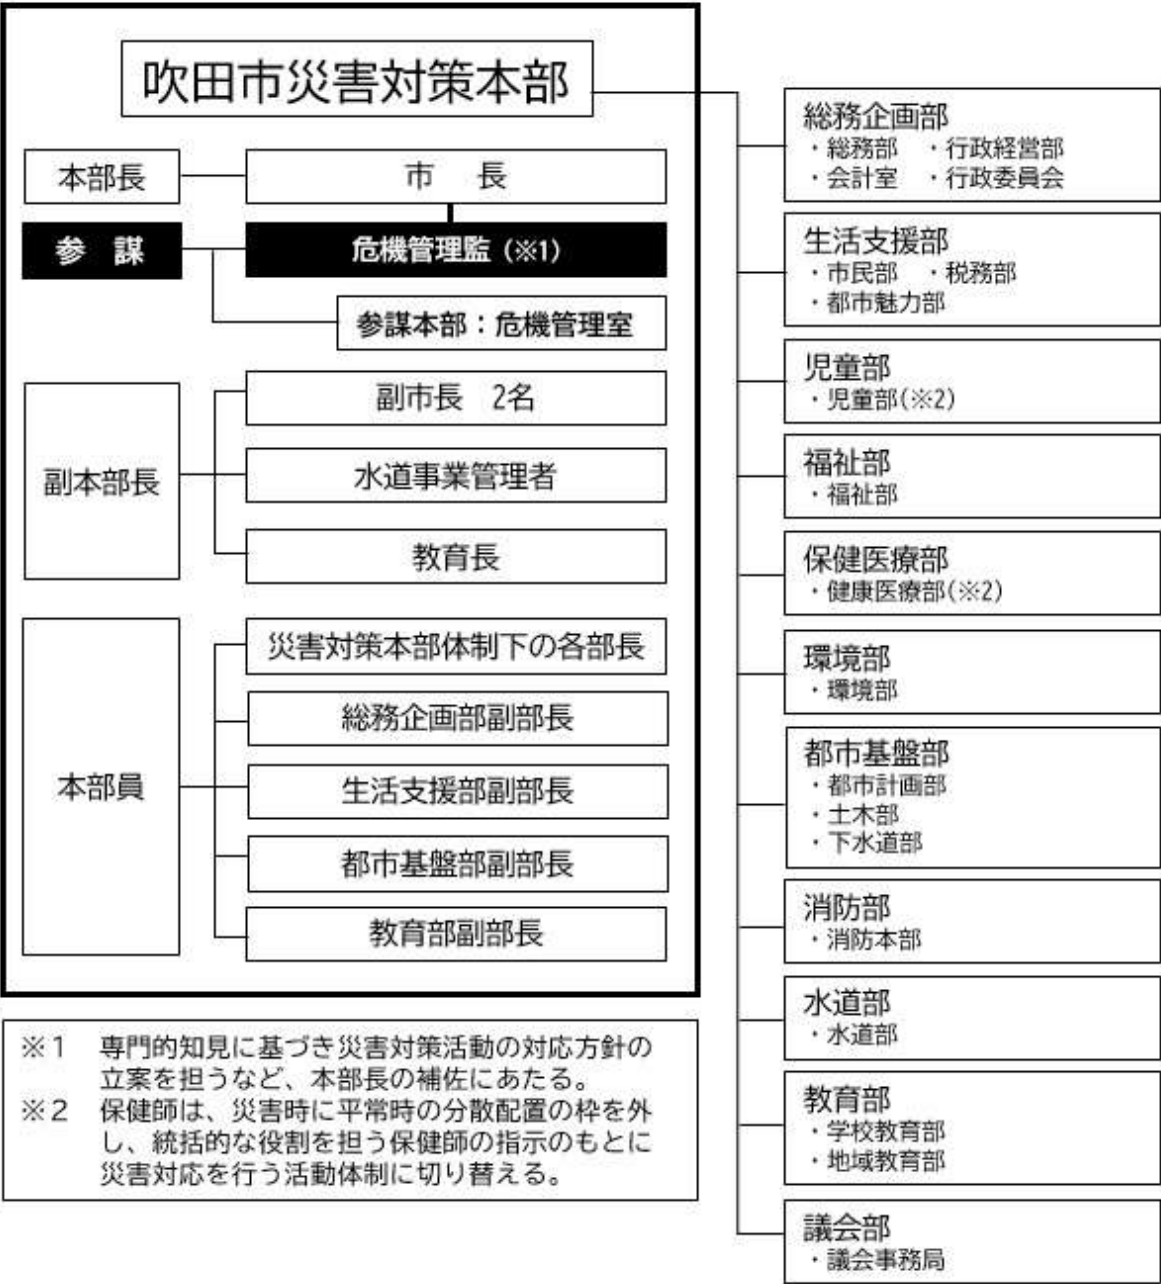 吹田市災害対策本部
本部長
市　長
参　謀
危機管理監（※1）
参謀本部：危機管理室
副本部長
副市長　2名
水道事業管理者
教育長
本部員
災害対策本部体制下の各部長
総務企画部副部長
生活支援部副部長
都市基盤部副部長
教育部副部長
※１　専門的知見に基づき災害対策活動の対応方針の
立案を担うなど、本部長の補佐にあたる。
※２　保健師は、災害時に平常時の分散配置の枠を外
し、統括的な役割を担う保健師の指示のもとに
災害対応を行う活動体制に切り替える。
総務企画部
・総務部　・行政経営部
・会計室　・行政委員会
生活支援部
・市民部　・税務部
・都市魅力部
児童部
・児童部(※2)
福祉部
・福祉部
保健医療部
・健康医療部(※2)
環境部
・環境部
都市基盤部
・都市計画部
・土木部
・下水道部
消防部
・消防本部
水道部
・水道部
教育部
・学校教育部
・地域教育部
議会部
・議会事務局